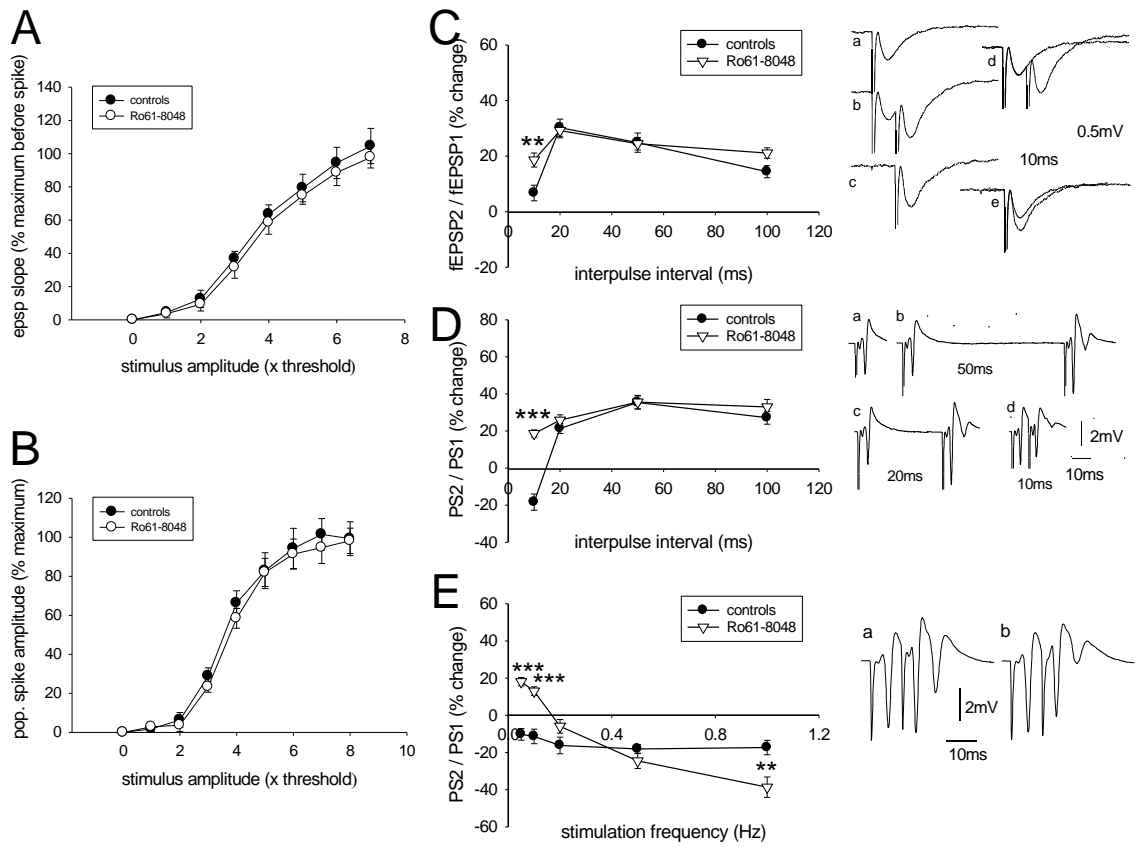 A
epsp slope (% maximum before spike)
140
120
100
80
60
40
20
0
controls
Ro61-8048
0 2 4 6 8
stimulus amplitude (x threshold)
B
pop. spike amplitude (% maximum)
120
100
80
60
40
20
0
controls
Ro61-8048
0 2 4 6 8 10
stimulus amplitude (x threshold)
C
fEPSP2 / fEPSP1 (% change)
60
40
20
0
-20
controls
Ro61-8048
**
0 20 40 60 80 100 120
interpulse interval (ms)
a
b
c
d
e
0.5mV
10ms
D
PS2 / PS1 (% change)
80
60
40
20
0
-20
-40
controls
Ro61-8048
***
0 20 40 60 80 100 120
interpulse interval (ms)
a b
50ms
c d
20ms 10ms
2mV
10ms
E
PS2 / PS1 (% change)
60
40
20
0
-20
-40
-60
controls
Ro61-8048
***
***
**
0.0 0.4 0.8 1.2
stimulation frequency (Hz)
a b
2mV
10ms